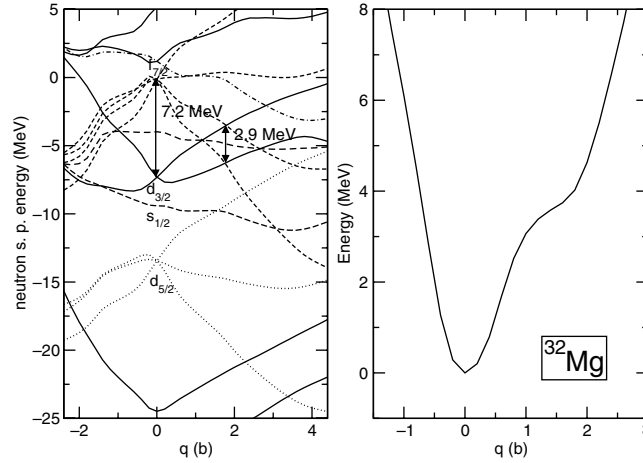 neutron s. p. energy (MeV)
5
0
−5
−10
−15
−20
−25
−2
0
2
4
q (b)
f7/2
7.2 MeV
2.9 MeV
d3/2
s1/2
d5/2
Energy (MeV)
8
6
4
2
0
−1
0
1
2
3
q (b)
32Mg